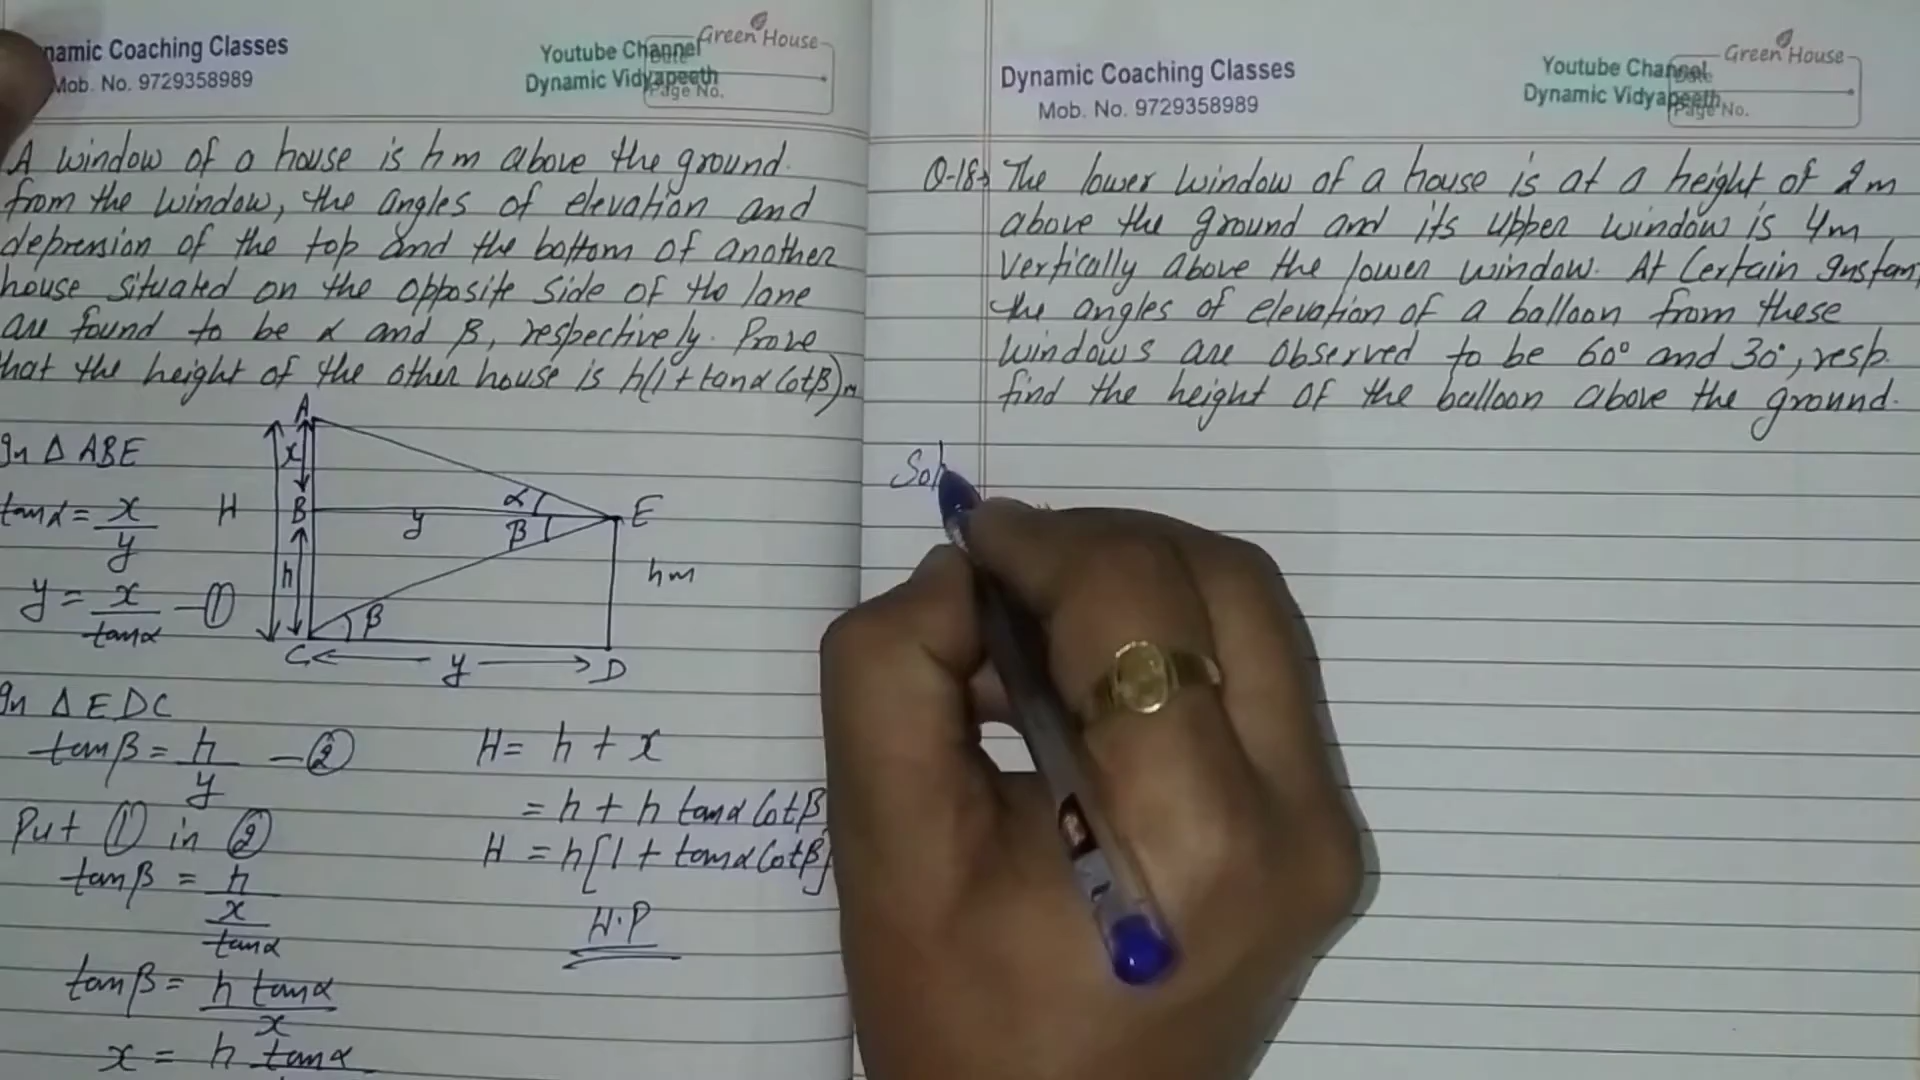 namic Coaching Classes
Mob. No. 9729358989
Youtube Channel
Dynamic Vidyapeeth
Green House
Date
Page No.
A window of a house is hm above the ground.
from the window, the angles of elevation and
depression of the top and the bottom of another
house situated on the opposite side of the lane
are found to be α and β, respectively. Prove
that the height of the other house is h(1+tanα Cotβ)m
In Δ ABE
tanα = x/y
y = x/tanα — ①
A
x
B
h
H
C
y
α
β
E
hm
β
y
D
In Δ EDC
tanβ = h/y — ②
Put ① in ②
tanβ = h/(x/tanα)
tanβ = h tanα/x
x = h tanα
H = h + x
= h + h tanα Cotβ
H = h[1 + tanα Cotβ]
H.P
Dynamic Coaching Classes
Mob. No. 9729358989
Youtube Channel
Dynamic Vidyapeeth
Green House
Date
Page No.
Q-18→ The lower window of a house is at a height of 2m
above the ground and its upper window is 4m
vertically above the lower window. At Certain Instan
the angles of elevation of a balloon from these
windows are observed to be 60° and 30°, resp.
find the height of the balloon above the ground.
Sol